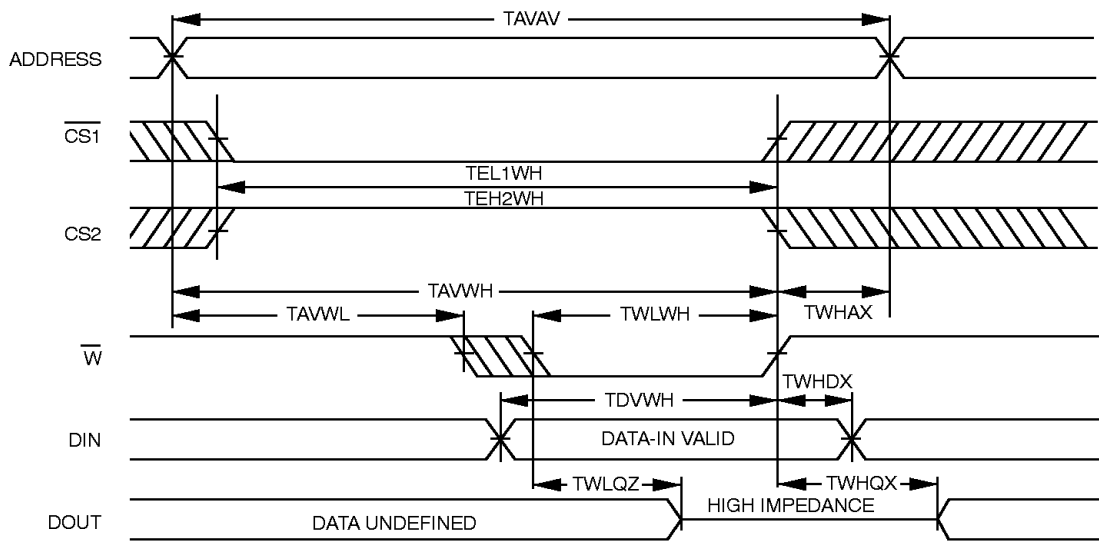 TAVAV
ADDRESS
CS1
TEL1WH
TEH2WH
CS2
TAVWH
TAVWL
TWLWH
TWHAX
W
TWHDX
TDVWH
DIN
DATA-IN VALID
TWLQZ
TWHQX
HIGH IMPEDANCE
DOUT
DATA UNDEFINED